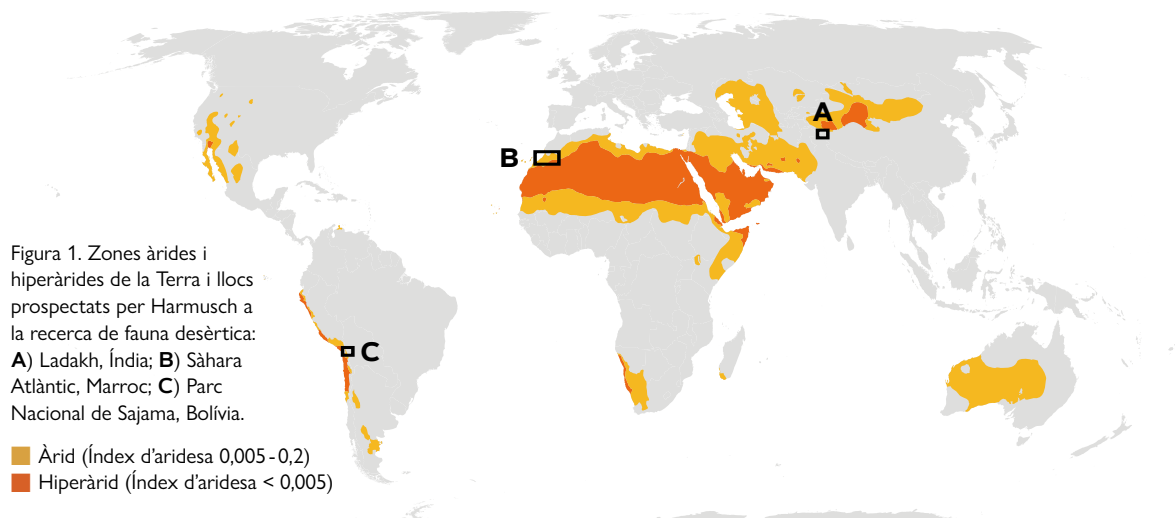 A
B
Figura 1. Zones àrides i
hiperàrides de la Terra i llocs
prospectats per Harmusch a
la recerca de fauna desèrtica:
A) Ladakh, Índia; B) Sàhara
Atlàntic, Marroc; C) Parc
Nacional de Sajama, Bolívia.
C
Àrid (Índex d'aridesa 0,005-0,2)
Hiperàrid (Índex d'aridesa < 0,005)